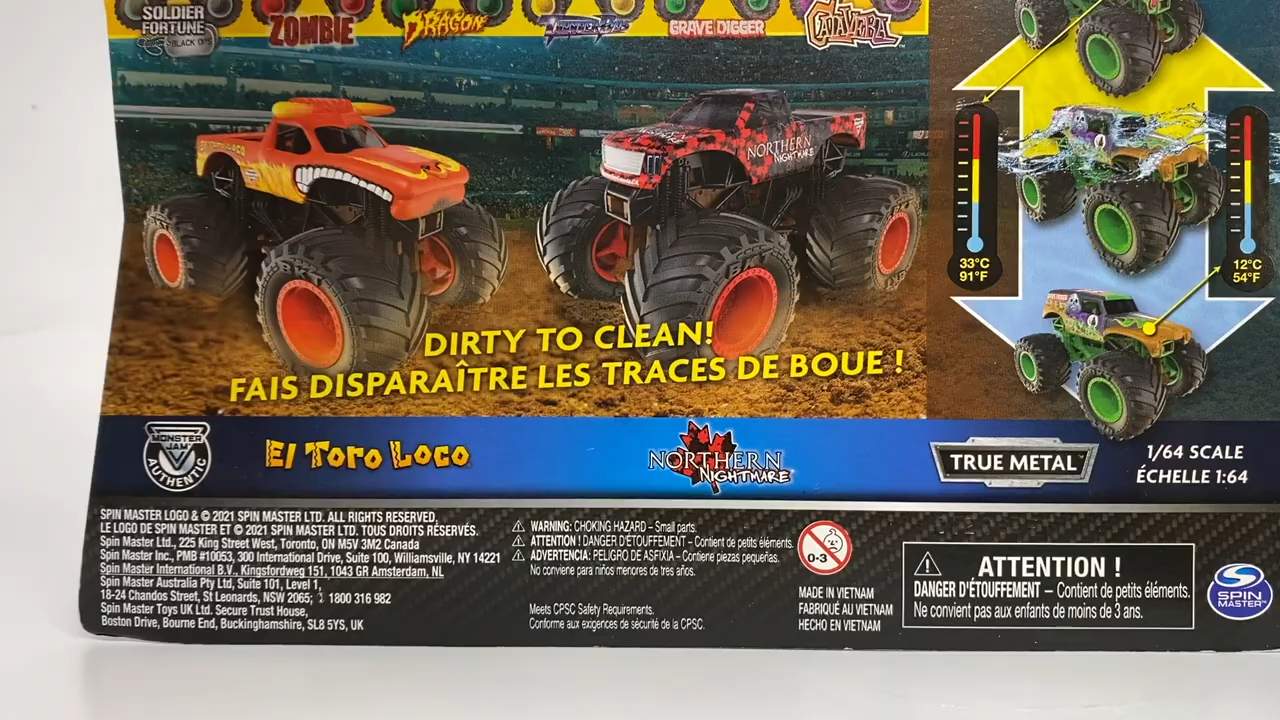 SOLDIER
FORTUNE
BLACK OPS
ZOMBIE
DRAGON
GRAVE DIGGER
CALAVERA
EL TORO LOCO
NORTHERN
NIGHTMARE
BKT
33°C
91°F
12°C
54°F
DIRTY TO CLEAN!
FAIS DISPARAÎTRE LES TRACES DE BOUE !
MONSTER
JAM
AUTHENTIC
El Toro Loco
NORTHERN
NIGHTMARE
TRUE METAL
1/64 SCALE
ÉCHELLE 1:64
SPIN MASTER LOGO & © 2021 SPIN MASTER LTD. ALL RIGHTS RESERVED.
LE LOGO DE SPIN MASTER ET © 2021 SPIN MASTER LTD. TOUS DROITS RÉSERVÉS.
Spin Master Ltd., 225 King Street West, Toronto, ON M5V 3M2 Canada
Spin Master Inc., PMB #10053, 300 International Drive, Suite 100, Williamsville, NY 14221
Spin Master International B.V., Kingsfordweg 151, 1043 GR Amsterdam, NL
Spin Master Australia Pty Ltd, Suite 101, Level 1,
18-24 Chandos Street, St Leonards, NSW 2065; 1800 316 982
Spin Master Toys UK Ltd. Secure Trust House,
Boston Drive, Bourne End, Buckinghamshire, SL8 5YS, UK
WARNING: CHOKING HAZARD – Small parts.
ATTENTION ! DANGER D'ÉTOUFFEMENT – Contient de petits éléments.
ADVERTENCIA: PELIGRO DE ASFIXIA – Contiene piezas pequeñas.
No conviene para niños menores de tres años.
Meets CPSC Safety Requirements.
Conforme aux exigences de sécurité de la CPSC.
0-3
MADE IN VIETNAM
FABRIQUÉ AU VIETNAM
HECHO EN VIETNAM
ATTENTION !
DANGER D'ÉTOUFFEMENT – Contient de petits éléments.
Ne convient pas aux enfants de moins de 3 ans.
SPIN
MASTER™